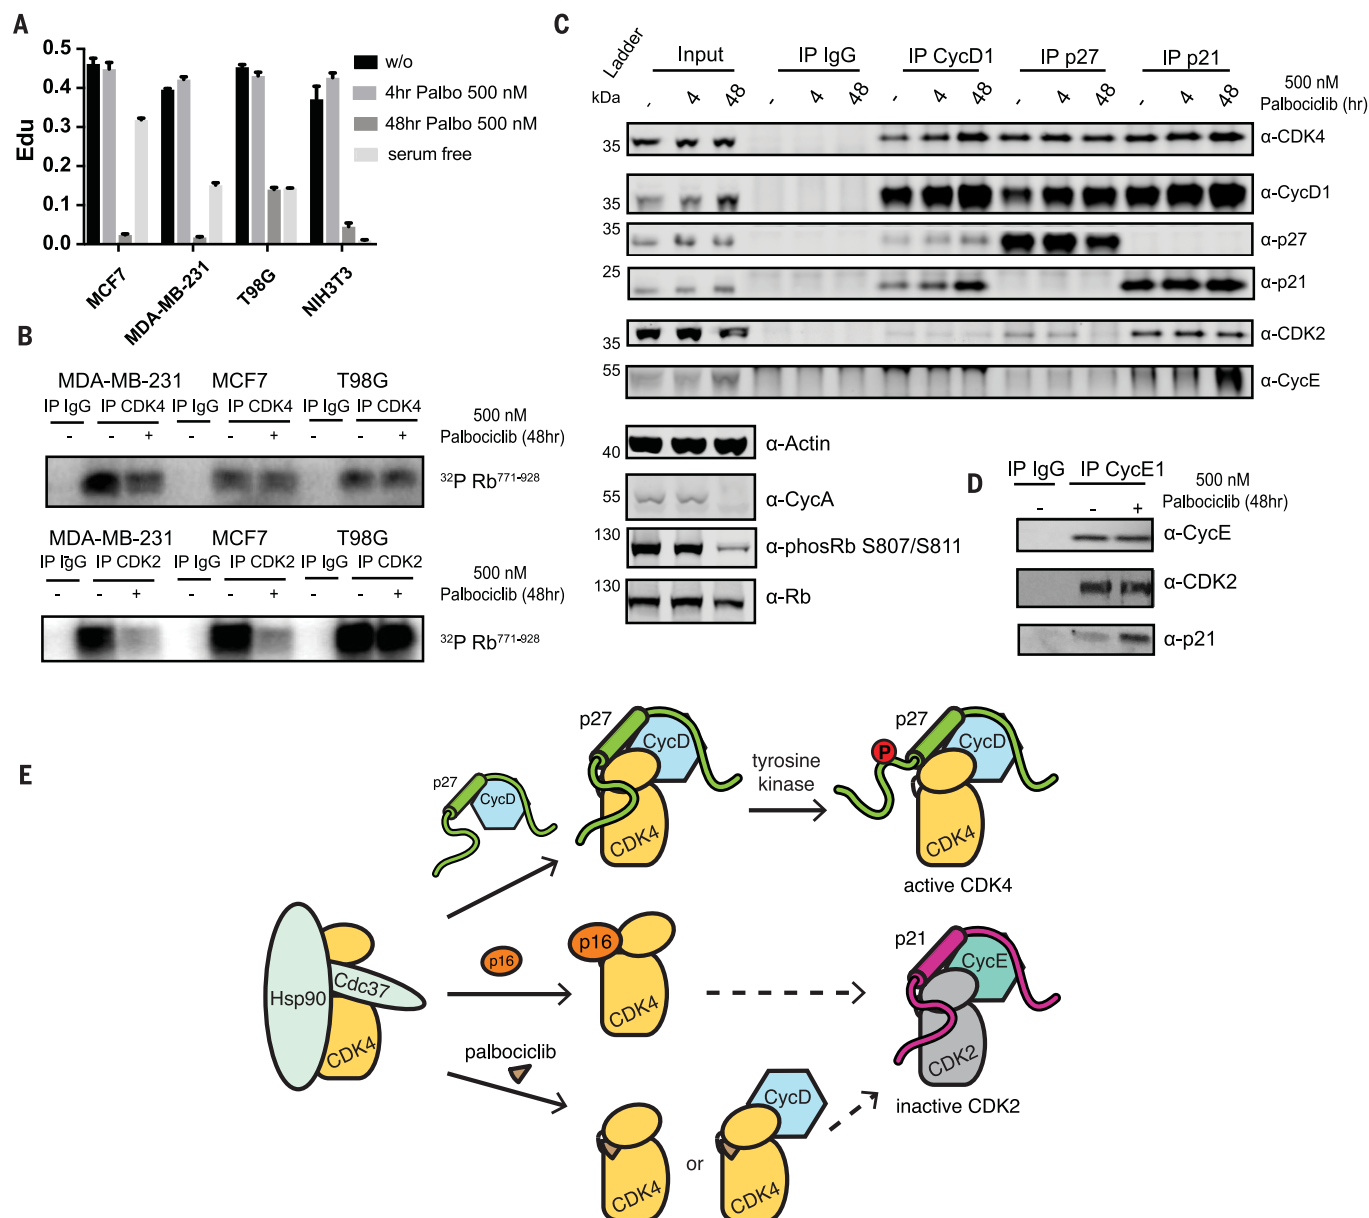 A
Edu
0.5
0.4
0.3
0.2
0.1
0.0
w/o
4hr Palbo 500 nM
48hr Palbo 500 nM
serum free
MCF7
MDA-MB-231
T98G
NIH3T3
B
MDA-MB-231 MCF7 T98G
IP IgG IP CDK4 IP IgG IP CDK4 IP IgG IP CDK4
500 nM
- - + - - + - - + Palbociclib (48hr)
³²P Rb⁷⁷¹⁻⁹²⁸
MDA-MB-231 MCF7 T98G
IP IgG IP CDK2 IP IgG IP CDK2 IP IgG IP CDK2
500 nM
- - + - - + - - + Palbociclib (48hr)
³²P Rb⁷⁷¹⁻⁹²⁸
C
Ladder
Input IP IgG IP CycD1 IP p27 IP p21
500 nM
kDa - 4 48 - 4 48 - 4 48 - 4 48 - 4 48 Palbociclib (hr)
35 α-CDK4
35 α-CycD1
35 α-p27
25 α-p21
35 α-CDK2
55 α-CycE
40 α-Actin
55 α-CycA
130 α-phosRb S807/S811
130 α-Rb
D
IP IgG IP CycE1
500 nM
- - + Palbociclib (48hr)
α-CycE
α-CDK2
α-p21
E
p27
CycD
p27
CycD
CDK4
tyrosine
kinase
p27
P
CycD
CDK4
active CDK4
Hsp90
Cdc37
CDK4
p16
p16
CDK4
p21
CycE
CDK2
inactive CDK2
palbociclib
CDK4
or
CycD
CDK4